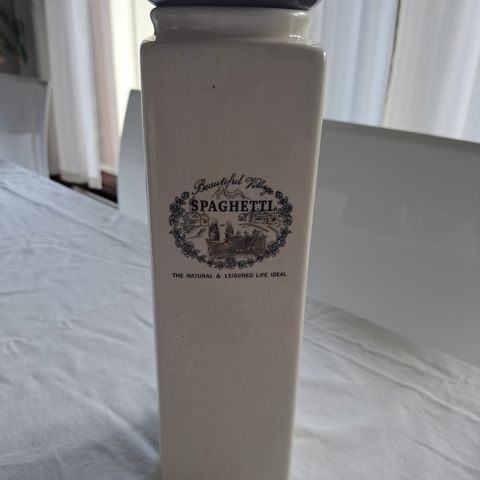 Beautiful Village
SPAGHETTI
THE NATURAL & LEISURED LIFE IDEAL